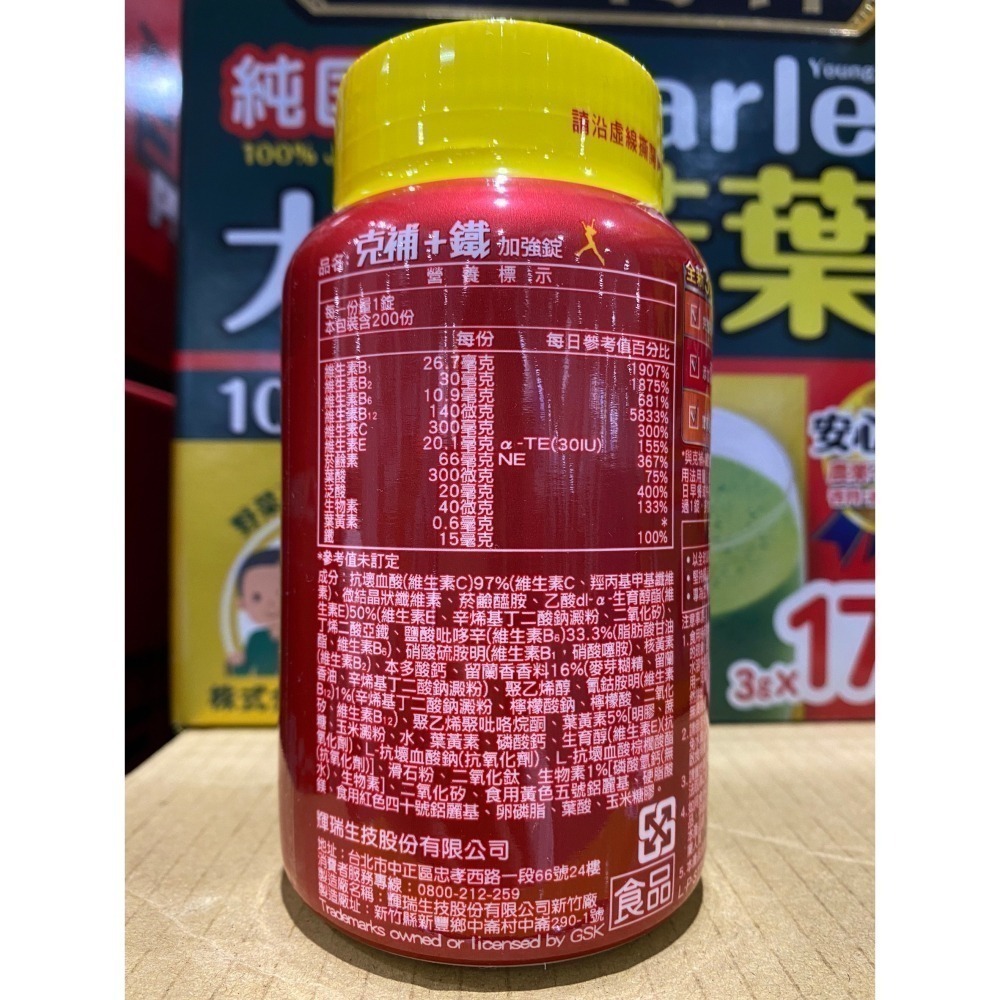 純
100%
arle
Young
葉
10
安心
3g×17
株式会
野菜
請沿虛線撕開
品名：克補+鐵 加強錠
營養標示
每一份量1錠
本包裝含200份
每份 每日參考值百分比
維生素B1 26.7毫克 1907%
維生素B2 30毫克 1875%
維生素B6 10.9毫克 681%
維生素B12 140微克 5833%
維生素C 300毫克 300%
維生素E 20.1毫克 α-TE(30IU) 155%
菸鹼素 66毫克 NE 367%
葉酸 300微克 75%
泛酸 20毫克 400%
生物素 40微克 133%
葉黃素 0.6毫克 *
鐵 15毫克 100%
*參考值未訂定
成分：抗壞血酸(維生素C)97%(維生素C、羥丙基甲基纖維
素)、微結晶狀纖維素、菸鹼醯胺、乙酸dl-α-生育醇酯(維
生素E)50%(維生素E、辛烯基丁二酸鈉澱粉、二氧化矽)、
丁烯二酸亞鐵、鹽酸吡哆辛(維生素B6)33.3%(脂肪酸甘油
酯、維生素B6)、硝酸硫胺明(維生素B1、硝酸噻胺)、核黃素
(維生素B2)、本多酸鈣、留蘭香香料16%(麥芽糊精、留蘭
香油、辛烯基丁二酸鈉澱粉)、聚乙烯醇、氰鈷胺明(維生素
B12)1%(辛烯基丁二酸鈉澱粉、檸檬酸鈉、檸檬酸、二氧化
矽、維生素B12)、聚乙烯聚吡咯烷酮、葉黃素5%[明膠、蔗
糖、玉米澱粉、水、葉黃素、磷酸鈣、生育醇(維生素E)(抗
氧化劑)、L-抗壞血酸鈉(抗氧化劑)、L-抗壞血酸棕櫚酸酯
(抗氧化劑)]、滑石粉、二氧化鈦、生物素1%[磷酸氫鈣(無
水)、生物素]、二氧化矽、食用黃色五號鋁麗基、硬脂酸
鎂、食用紅色四十號鋁麗基、卵磷脂、葉酸、玉米糖膠。
輝瑞生技股份有限公司
地址：台北市中正區忠孝西路一段66號24樓
消費者服務專線：0800-212-259
製造廠名稱：輝瑞生技股份有限公司新竹廠
製造廠址：新竹縣新豐鄉中崙村中崙290-1號
Trademarks owned or licensed by GSK
食品